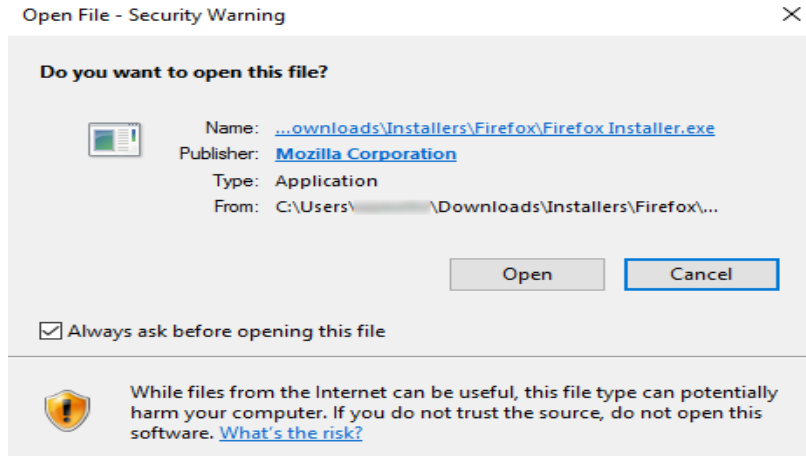 Open File - Security Warning
Do you want to open this file?
Name: ...ownloads\Installers\Firefox\Firefox Installer.exe
Publisher: Mozilla Corporation
Type: Application
From: C:\Users\ \Downloads\Installers\Firefox\...
Open Cancel
Always ask before opening this file
While files from the Internet can be useful, this file type can potentially
harm your computer. If you do not trust the source, do not open this
software. What's the risk?